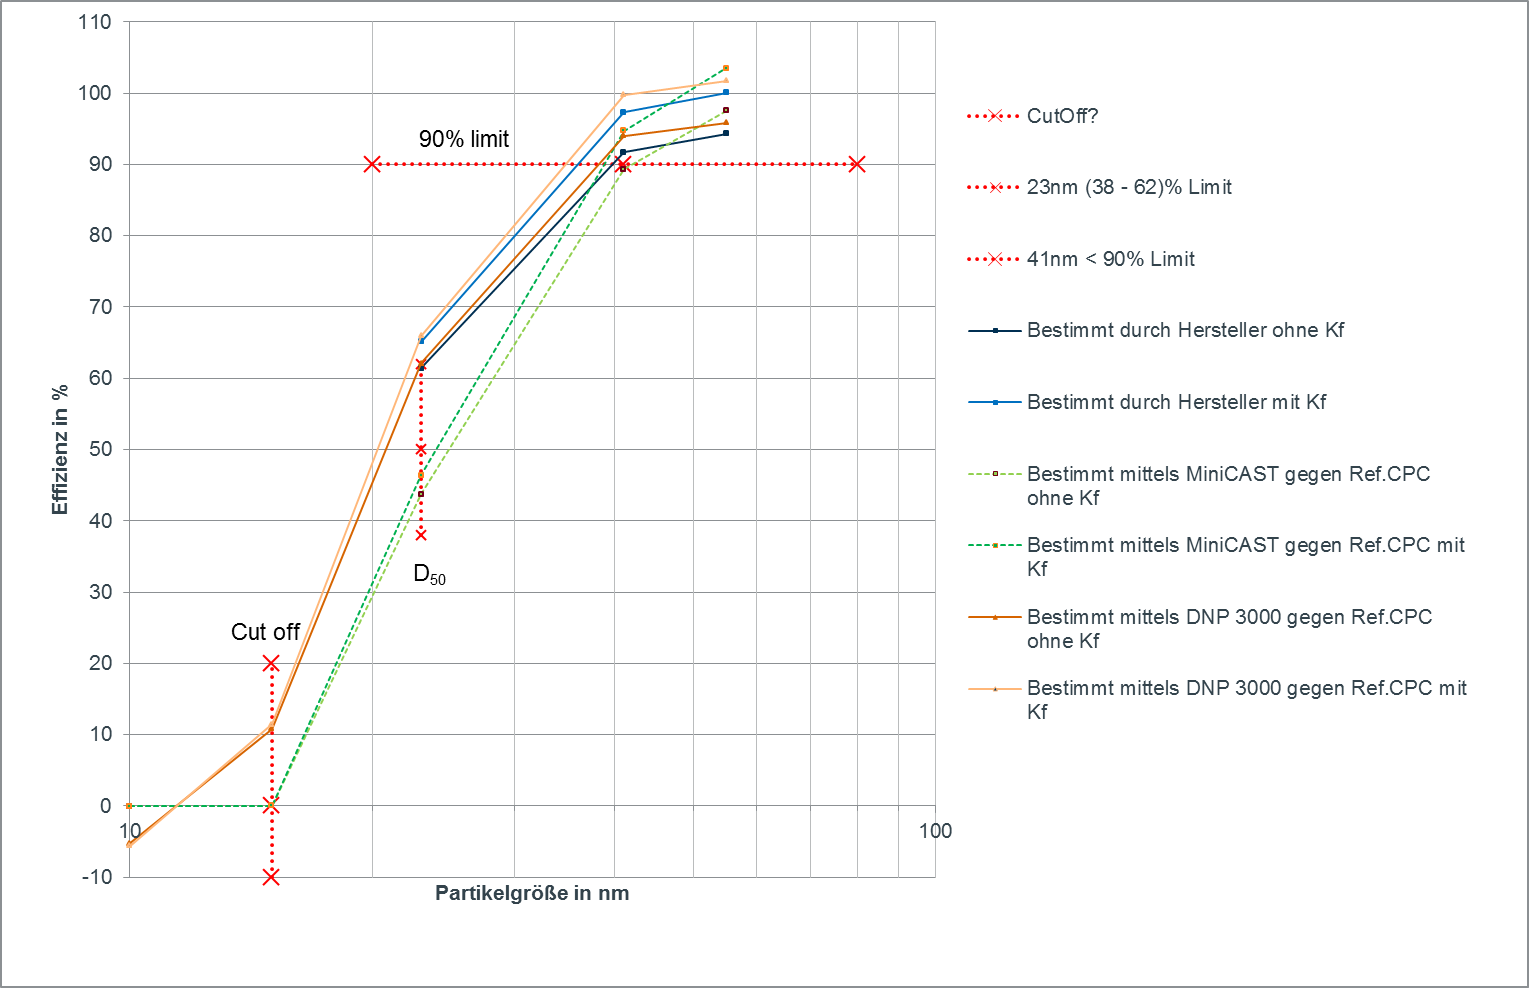 110
100
90
80
70
60
50
40
30
20
10
0
-10
Effizienz in %
90% limit
D50
Cut off
10
100
Partikelgröße in nm
CutOff?
23nm (38 - 62)% Limit
41nm < 90% Limit
Bestimmt durch Hersteller ohne Kf
Bestimmt durch Hersteller mit Kf
Bestimmt mittels MiniCAST gegen Ref.CPC
ohne Kf
Bestimmt mittels MiniCAST gegen Ref.CPC mit
Kf
Bestimmt mittels DNP 3000 gegen Ref.CPC
ohne Kf
Bestimmt mittels DNP 3000 gegen Ref.CPC mit
Kf